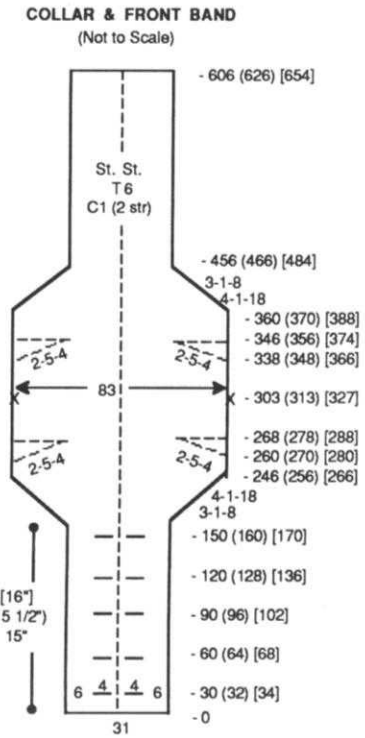 COLLAR & FRONT BAND
(Not to Scale)
- 606 (626) [654]
St. St.
T 6
C1 (2 str)
- 456 (466) [484]
3-1-8
4-1-18
- 360 (370) [388]
- 346 (356) [374]
2-5-4
2-5-4
- 338 (348) [366]
83
X
X
- 303 (313) [327]
- 268 (278) [288]
2-5-4
2-5-4
- 260 (270) [280]
- 246 (256) [266]
4-1-18
3-1-8
- 150 (160) [170]
- 120 (128) [136]
[16"]
5 1/2")
15"
- 90 (96) [102]
- 60 (64) [68]
6 4 4 6
- 30 (32) [34]
- 0
31